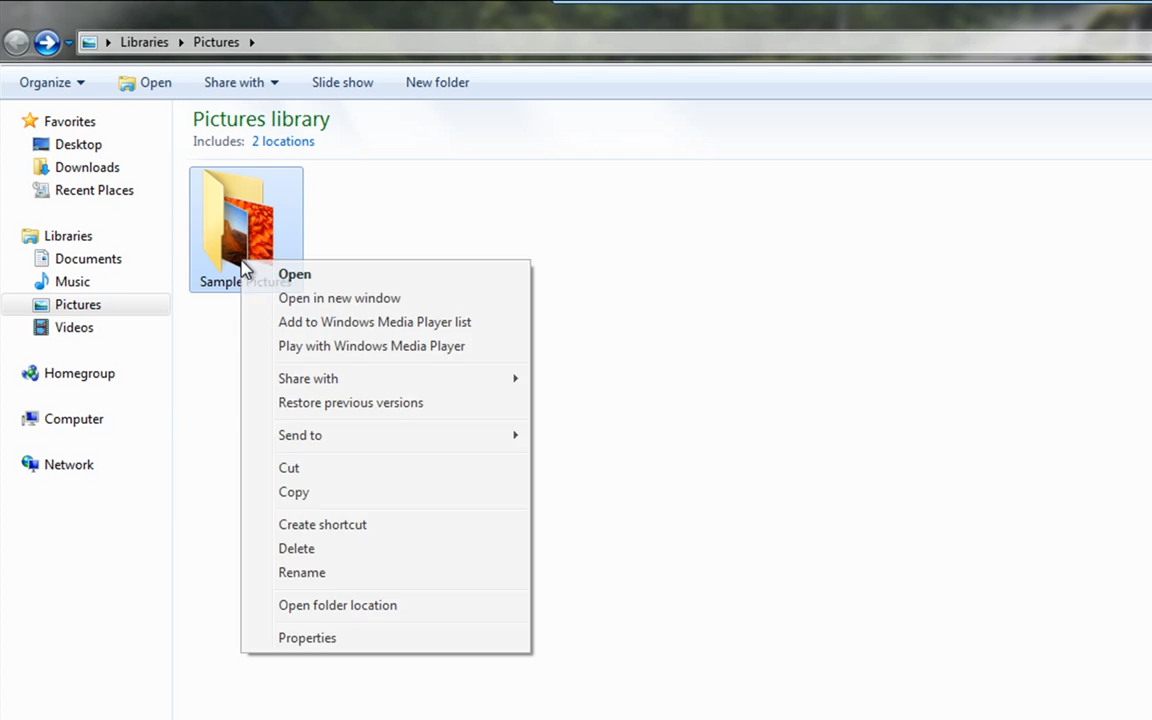 Libraries Pictures
Organize Open Share with Slide show New folder
Favorites
Desktop
Downloads
Recent Places
Libraries
Documents
Music
Pictures
Videos
Homegroup
Computer
Network
Pictures library
Includes: 2 locations
Sample Pictures
Open
Open in new window
Add to Windows Media Player list
Play with Windows Media Player
Share with
Restore previous versions
Send to
Cut
Copy
Create shortcut
Delete
Rename
Open folder location
Properties